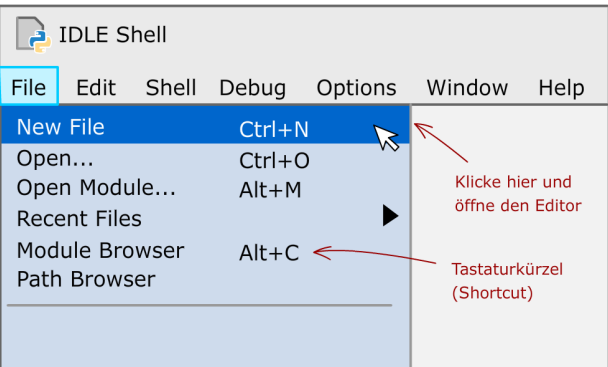 IDLE Shell
File Edit Shell Debug Options Window Help
New File Ctrl+N
Open... Ctrl+O
Open Module... Alt+M
Recent Files
Module Browser Alt+C
Path Browser
Klicke hier und
öffne den Editor
Tastaturkürzel
(Shortcut)